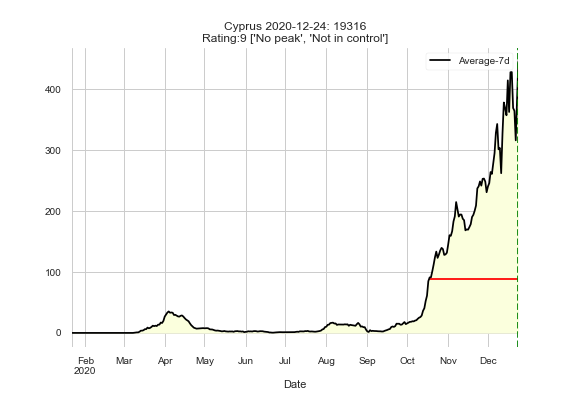 Cyprus 2020-12-24: 19316
Rating:9 ['No peak', 'Not in control']
Average-7d
400
300
200
100
0
Feb Mar Apr May Jun Jul Aug Sep Oct Nov Dec
2020
Date